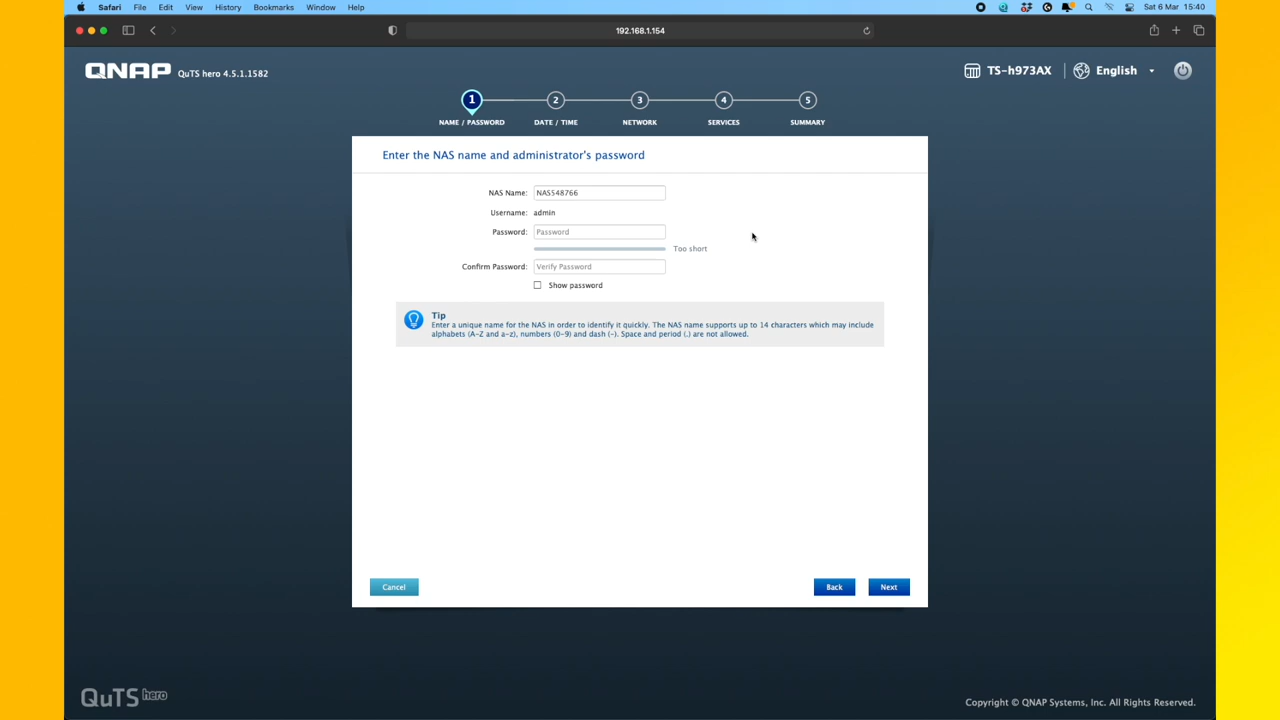 Safari File Edit View History Bookmarks Window Help Sat 6 Mar 15:40
192.168.1.154
QNAP QuTS hero 4.5.1.1582 TS-h973AX English
1 2 3 4 5
NAME / PASSWORD DATE / TIME NETWORK SERVICES SUMMARY
Enter the NAS name and administrator's password
NAS Name: NAS548766
Username: admin
Password: Password
Too short
Confirm Password: Verify Password
Show password
Tip
Enter a unique name for the NAS in order to identify it quickly. The NAS name supports up to 14 characters which may include
alphabets (A-Z and a-z), numbers (0-9) and dash (-). Space and period (.) are not allowed.
Cancel Back Next
QuTS hero
Copyright © QNAP Systems, Inc. All Rights Reserved.